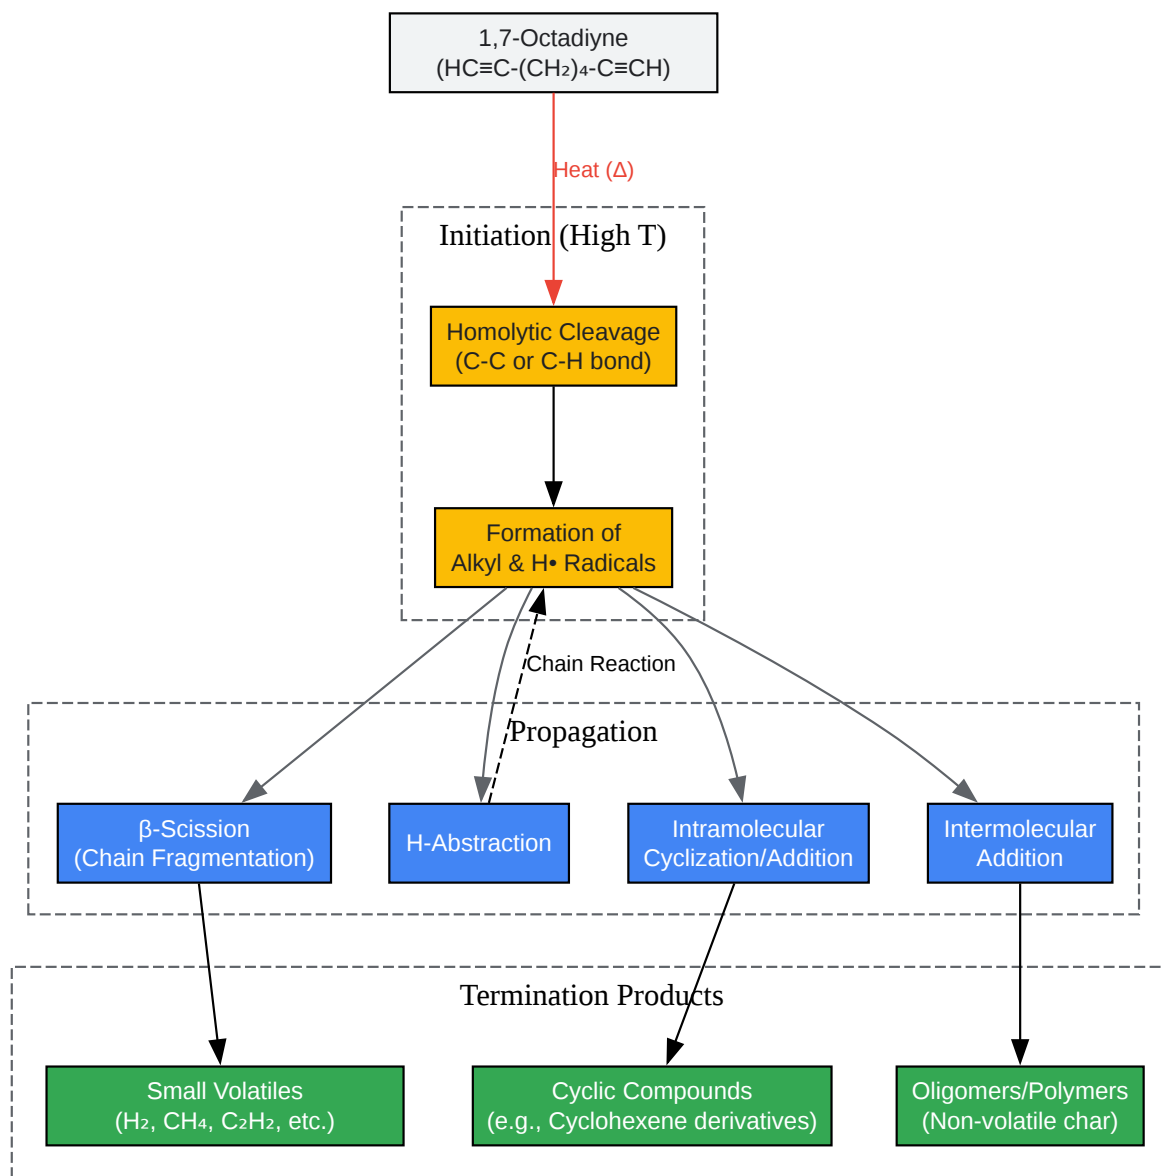 1,7-Octadiyne
(HC≡C-(CH₂)₄-C≡CH)
Heat (Δ)
Initiation (High T)
Homolytic Cleavage
(C-C or C-H bond)
Formation of
Alkyl & H• Radicals
Chain Reaction
Propagation
β-Scission
(Chain Fragmentation)
H-Abstraction
Intramolecular
Cyclization/Addition
Intermolecular
Addition
Termination Products
Small Volatiles
(H₂, CH₄, C₂H₂, etc.)
Cyclic Compounds
(e.g., Cyclohexene derivatives)
Oligomers/Polymers
(Non-volatile char)